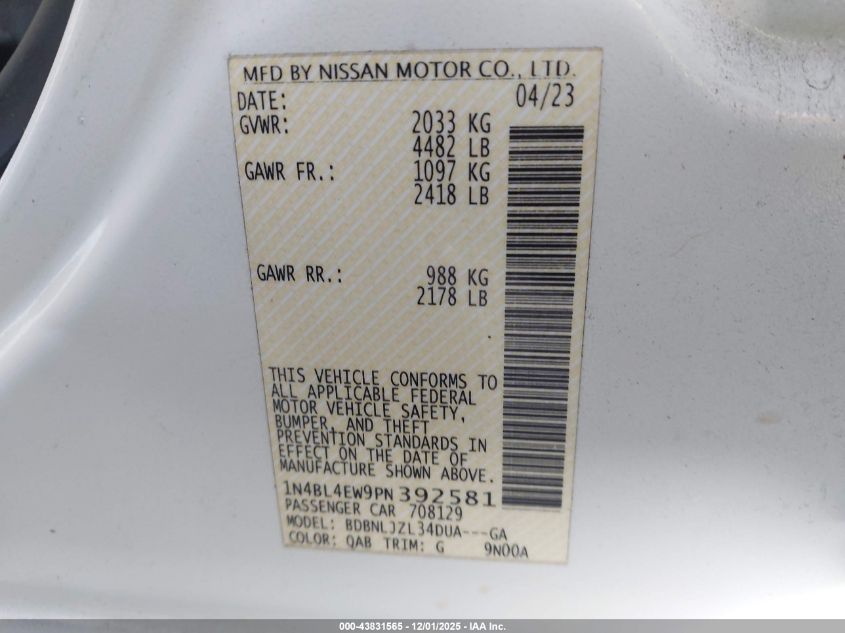 MFD BY NISSAN MOTOR CO., LTD.
DATE: 04/23
GVWR: 2033 KG
4482 LB
GAWR FR.: 1097 KG
2418 LB
GAWR RR.: 988 KG
2178 LB
THIS VEHICLE CONFORMS TO
ALL APPLICABLE FEDERAL
MOTOR VEHICLE SAFETY,
BUMPER, AND THEFT
PREVENTION STANDARDS IN
EFFECT ON THE DATE OF
MANUFACTURE SHOWN ABOVE.
1N4BL4EW9PN392581
PASSENGER CAR 708129
MODEL: BDBNLJZL34DUA---GA
COLOR: QAB TRIM: G 9N00A
000-43831565 - 12/01/2025 - IAA Inc.